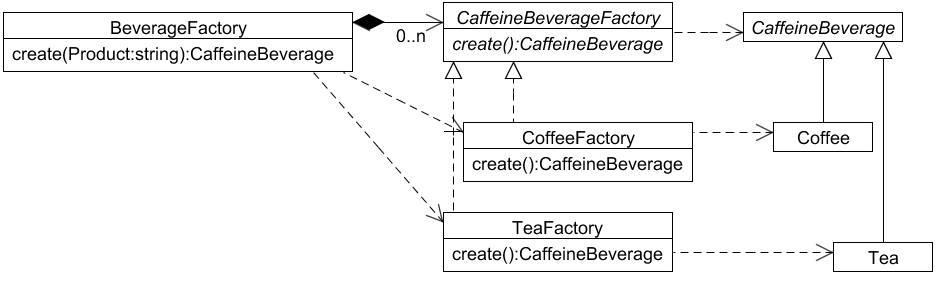 BeverageFactory
create(Product:string):CaffeineBeverage
0..n
CaffeineBeverageFactory
create():CaffeineBeverage
CaffeineBeverage
CoffeeFactory
create():CaffeineBeverage
Coffee
TeaFactory
create():CaffeineBeverage
Tea